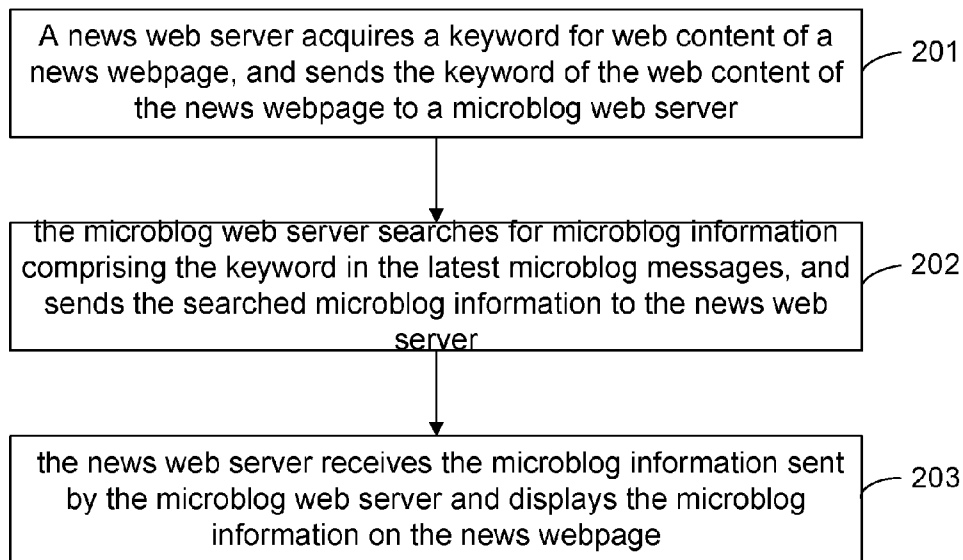 A news web server acquires a keyword for web content of a
news webpage, and sends the keyword of the web content of
the news webpage to a microblog web server
201
the microblog web server searches for microblog information
comprising the keyword in the latest microblog messages, and
sends the searched microblog information to the news web
server
202
the news web server receives the microblog information sent
by the microblog web server and displays the microblog
information on the news webpage
203